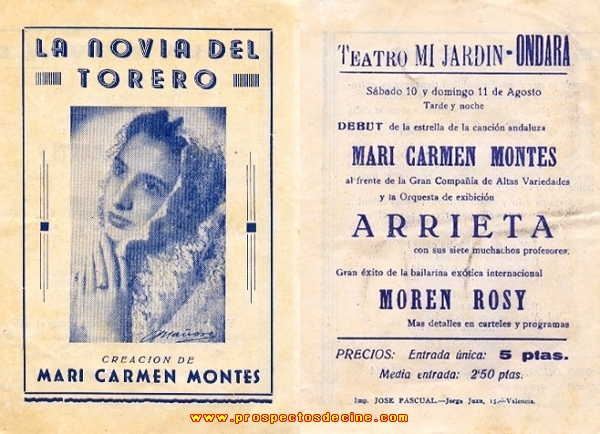 LA NOVIA DEL
TORERO
Mañore
CREACION DE
MARI CARMEN MONTES
TEATRO MI JARDIN-ONDARA
Sábado 10 y domingo 11 de Agosto
Tarde y noche
DEBUT de la estrella de la canción andaluza
MARI CARMEN MONTES
al frente de la Gran Compañía de Altas Variedades
y la Orquesta de exibición
ARRIETA
con sus siete muchachos profesores.
Gran éxito de la bailarina exótica internacional
MOREN ROSY
Mas detalles en carteles y programas
PRECIOS: Entrada única: 5 ptas.
Media entrada: 2'50 ptas.
Imp. JOSE PASCUAL.—Jorge Juan, 15.—Valencia.
www.prospectosdecine.com